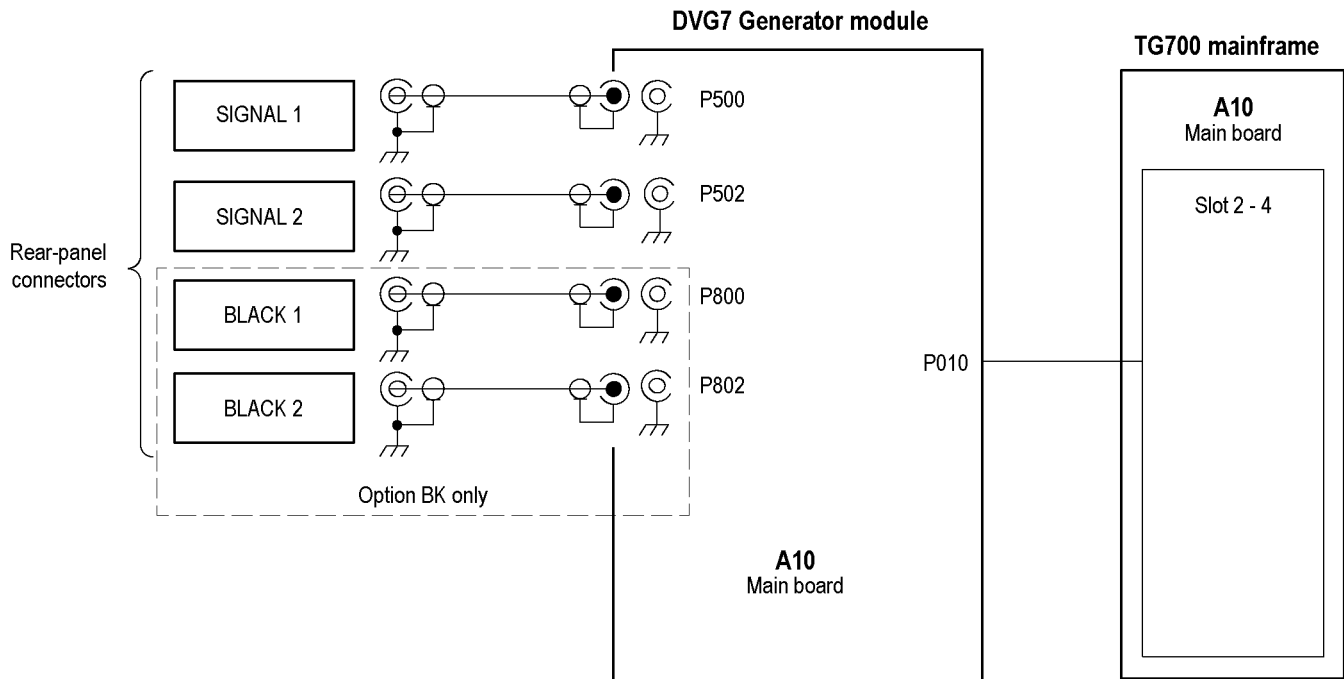 DVG7 Generator module
TG700 mainframe
Rear-panel
connectors
SIGNAL 1
P500
SIGNAL 2
P502
BLACK 1
P800
BLACK 2
P802
Option BK only
P010
A10
Main board
A10
Main board
Slot 2 - 4